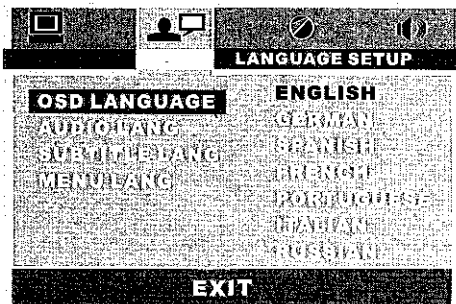 LANGUAGE SETUP
OSD LANGUAGE
AUDIO LANG
SUBTITLE LANG
MENU LANG
ENGLISH
GERMAN
SPANISH
FRENCH
PORTUGUESE
ITALIAN
RUSSIAN
EXIT